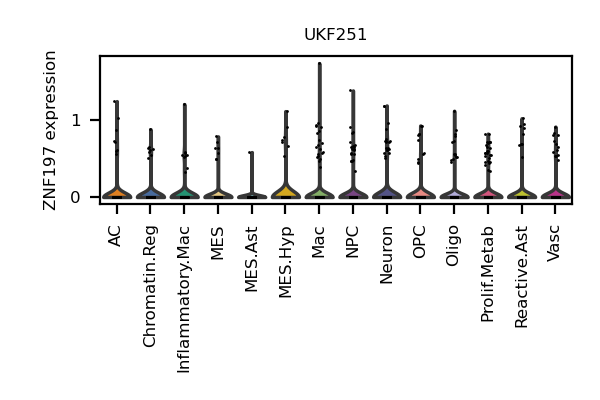 UKF251
ZNF197 expression
1
0
AC
Chromatin.Reg
Inflammatory.Mac
MES
MES.Ast
MES.Hyp
Mac
NPC
Neuron
OPC
Oligo
Prolif.Metab
Reactive.Ast
Vasc